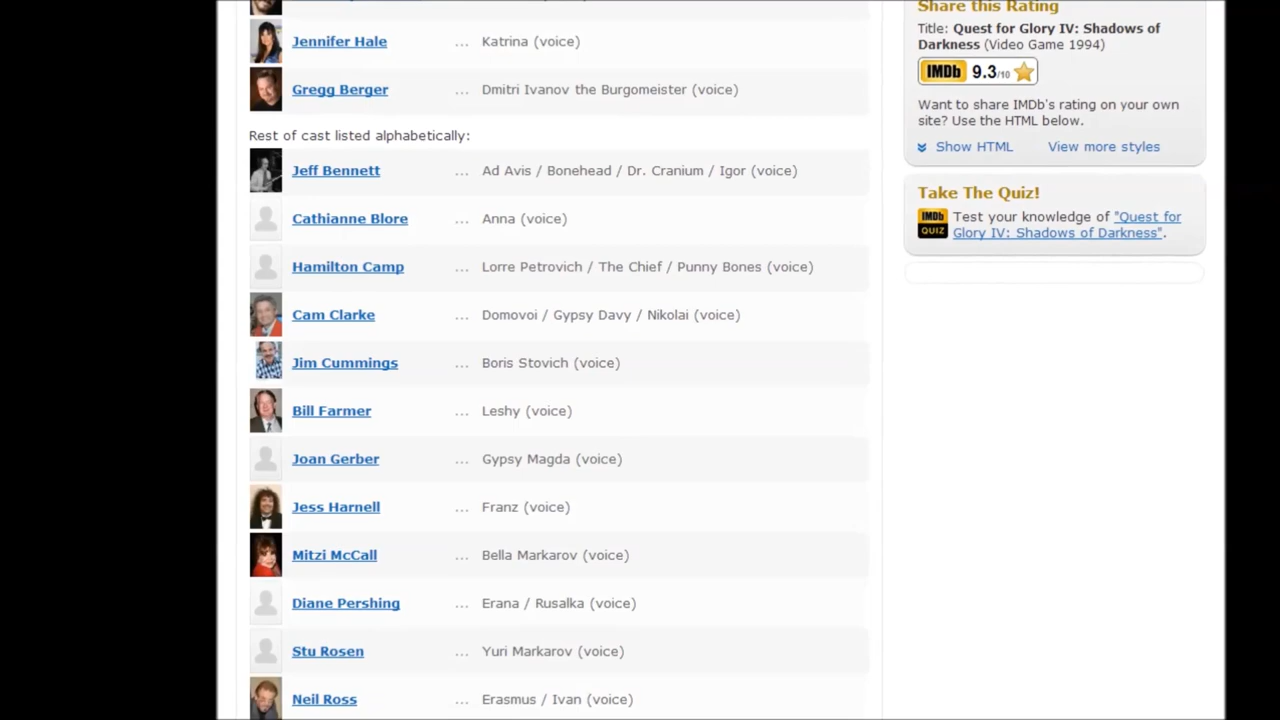 Jennifer Hale ... Katrina (voice)
Gregg Berger ... Dmitri Ivanov the Burgomeister (voice)
Rest of cast listed alphabetically:
Jeff Bennett ... Ad Avis / Bonehead / Dr. Cranium / Igor (voice)
Cathianne Blore ... Anna (voice)
Hamilton Camp ... Lorre Petrovich / The Chief / Punny Bones (voice)
Cam Clarke ... Domovoi / Gypsy Davy / Nikolai (voice)
Jim Cummings ... Boris Stovich (voice)
Bill Farmer ... Leshy (voice)
Joan Gerber ... Gypsy Magda (voice)
Jess Harnell ... Franz (voice)
Mitzi McCall ... Bella Markarov (voice)
Diane Pershing ... Erana / Rusalka (voice)
Stu Rosen ... Yuri Markarov (voice)
Neil Ross ... Erasmus / Ivan (voice)
Share this Rating
Title: Quest for Glory IV: Shadows of
Darkness (Video Game 1994)
IMDb 9.3/10
Want to share IMDb's rating on your own
site? Use the HTML below.
Show HTML View more styles
Take The Quiz!
IMDb
QUIZ
Test your knowledge of "Quest for
Glory IV: Shadows of Darkness".